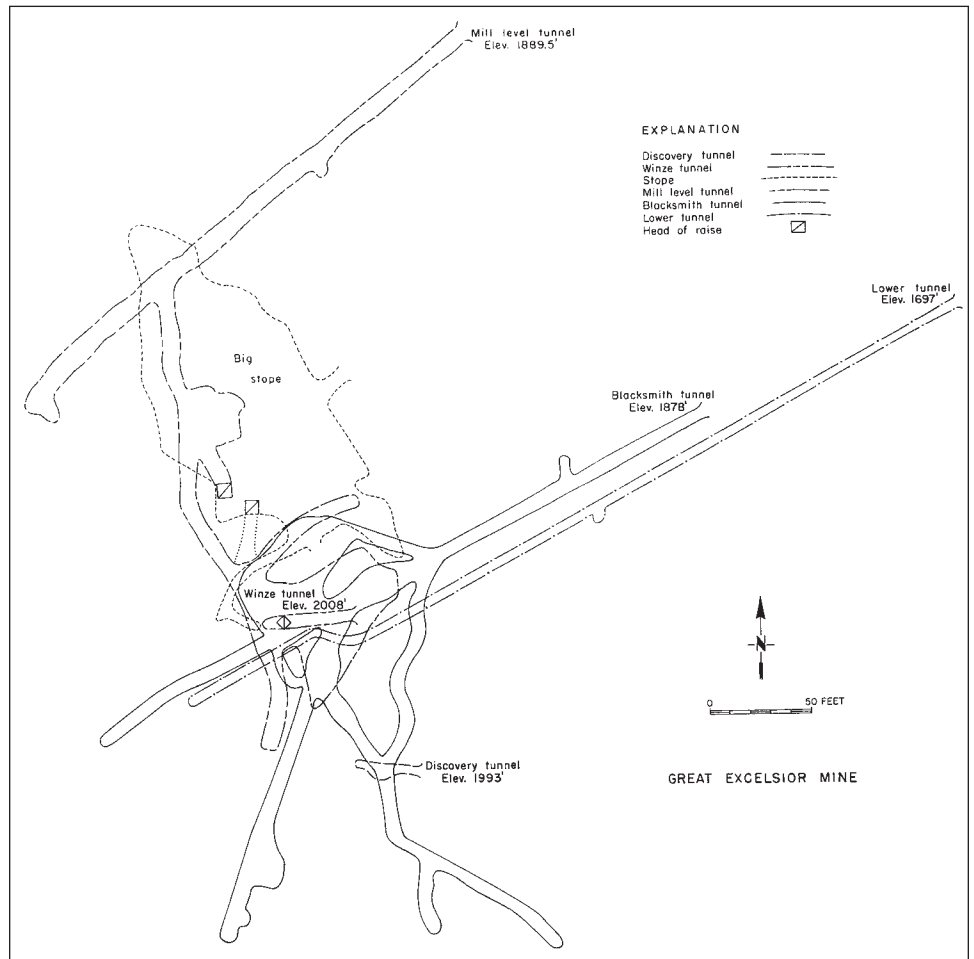 Mill level tunnel
Elev. 1889.5'
EXPLANATION
Discovery tunnel
Winze tunnel
Stope
Mill level tunnel
Blacksmith tunnel
Lower tunnel
Head of raise
Lower tunnel
Elev. 1697'
Big
stope
Blacksmith tunnel
Elev. 1878'
Winze tunnel
Elev. 2008'
N
0 50 FEET
Discovery tunnel
Elev. 1993'
GREAT EXCELSIOR MINE